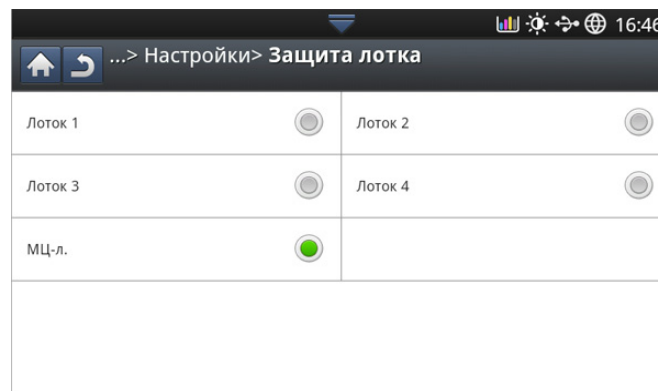 16:46
...> Настройки> Защита лотка
Лоток 1
Лоток 2
Лоток 3
Лоток 4
МЦ-л.